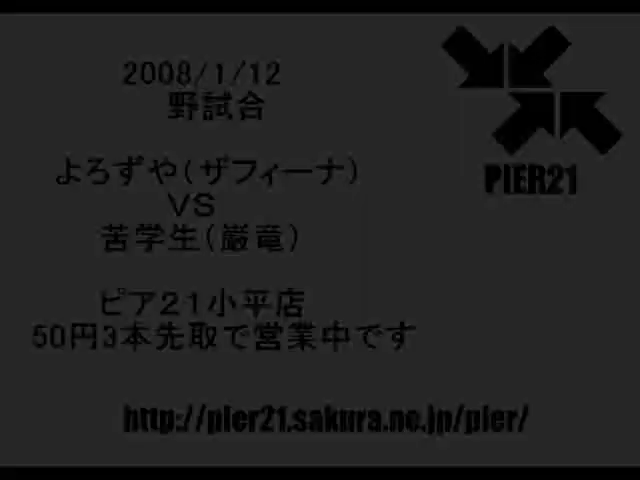 2008/1/12
野試合
よろずや(ザフィーナ)
VS
苦学生(巌竜)
ピア21小平店
50円3本先取で営業中です
PIER21
http://pier21.sakura.ne.jp/pier/